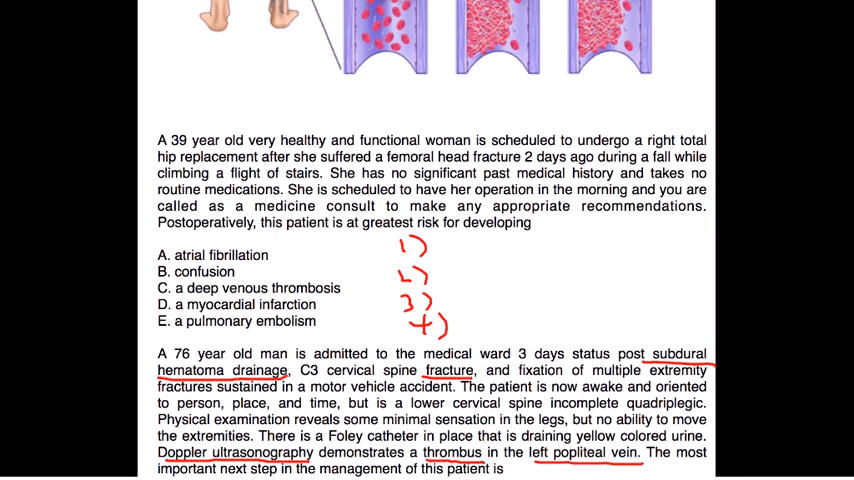 A 39 year old very healthy and functional woman is scheduled to undergo a right total
hip replacement after she suffered a femoral head fracture 2 days ago during a fall while
climbing a flight of stairs. She has no significant past medical history and takes no
routine medications. She is scheduled to have her operation in the morning and you are
called as a medicine consult to make any appropriate recommendations.
Postoperatively, this patient is at greatest risk for developing
1)
A. atrial fibrillation
B. confusion
2)
C. a deep venous thrombosis
D. a myocardial infarction
3)
E. a pulmonary embolism
4)
A 76 year old man is admitted to the medical ward 3 days status post subdural
hematoma drainage, C3 cervical spine fracture, and fixation of multiple extremity
fractures sustained in a motor vehicle accident. The patient is now awake and oriented
to person, place, and time, but is a lower cervical spine incomplete quadriplegic.
Physical examination reveals some minimal sensation in the legs, but no ability to move
the extremities. There is a Foley catheter in place that is draining yellow colored urine.
Doppler ultrasonography demonstrates a thrombus in the left popliteal vein. The most
important next step in the management of this patient is